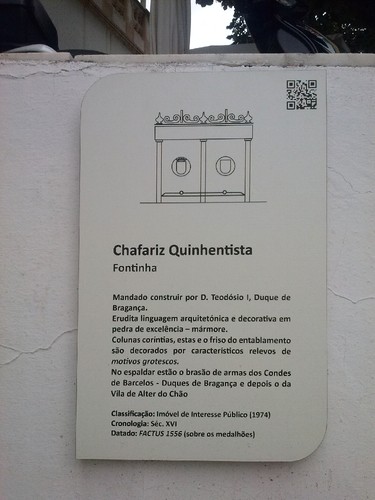 Chafariz Quinhentista
Fontinha
Mandado construir por D. Teodósio I, Duque de
Bragança.
Erudita linguagem arquitetónica e decorativa em
pedra de excelência – mármore.
Colunas coríntias, estas e o friso do entablamento
são decorados por característicos relevos de
motivos grotescos.
No espaldar estão o brasão de armas dos Condes
de Barcelos - Duques de Bragança e depois o da
Vila de Alter do Chão
Classificação: Imóvel de Interesse Público (1974)
Cronologia: Séc. XVI
Datado: FACTUS 1556 (sobre os medalhões)